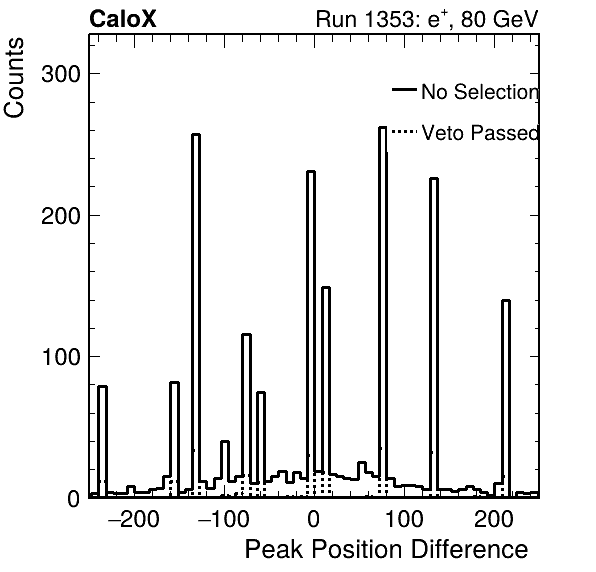 CaloX Run 1353: e⁺, 80 GeV
Counts
300
No Selection
Veto Passed
200
100
0
−200 −100 0 100 200
Peak Position Difference